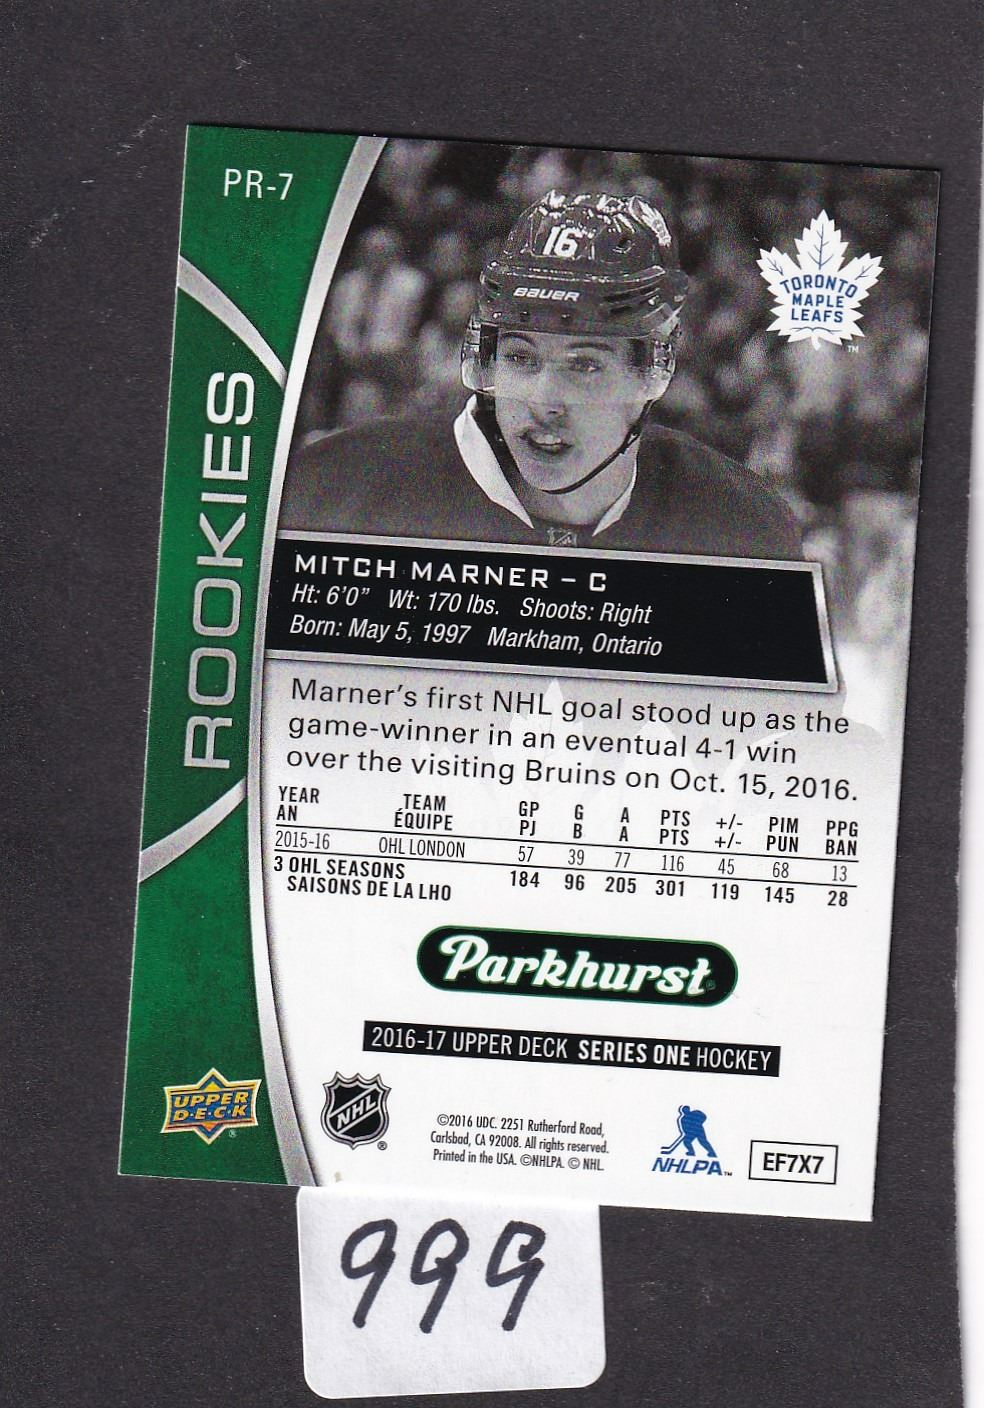 PR-7
ROOKIES
16
BAUER
TORONTO
MAPLE
LEAFS
™
MITCH MARNER – C
Ht: 6'0" Wt: 170 lbs. Shoots: Right
Born: May 5, 1997 Markham, Ontario
Marner's first NHL goal stood up as the
game-winner in an eventual 4-1 win
over the visiting Bruins on Oct. 15, 2016.
YEAR TEAM GP G A PTS +/- PIM PPG
AN ÉQUIPE PJ B A PTS +/- PUN BAN
2015-16 OHL LONDON 57 39 77 116 45 68 13
3 OHL SEASONS 184 96 205 301 119 145 28
SAISONS DE LA LHO
Parkhurst®
2016-17 UPPER DECK SERIES ONE HOCKEY
UPPER
D·E·C·K
®
NHL
®
©2016 UDC. 2251 Rutherford Road,
Carlsbad, CA 92008. All rights reserved.
Printed in the USA. ©NHLPA. © NHL.
NHLPA™
EF7X7
999